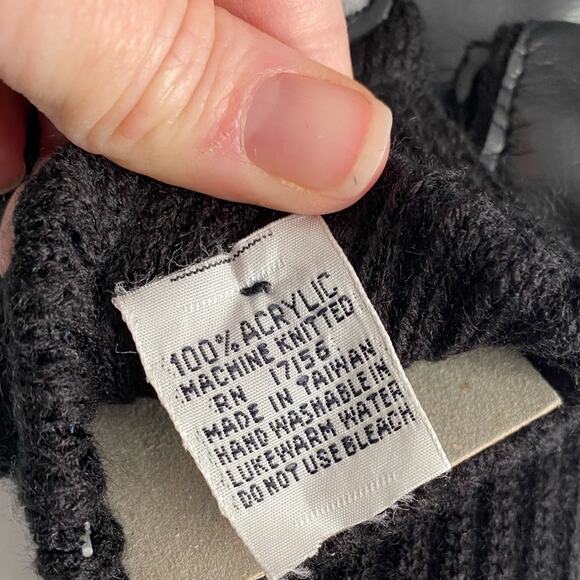 100% ACRYLIC
MACHINE KNITTED
RN 17156
MADE IN TAIWAN
HAND WASHABLE IN
LUKEWARM WATER
DO NOT USE BLEACH